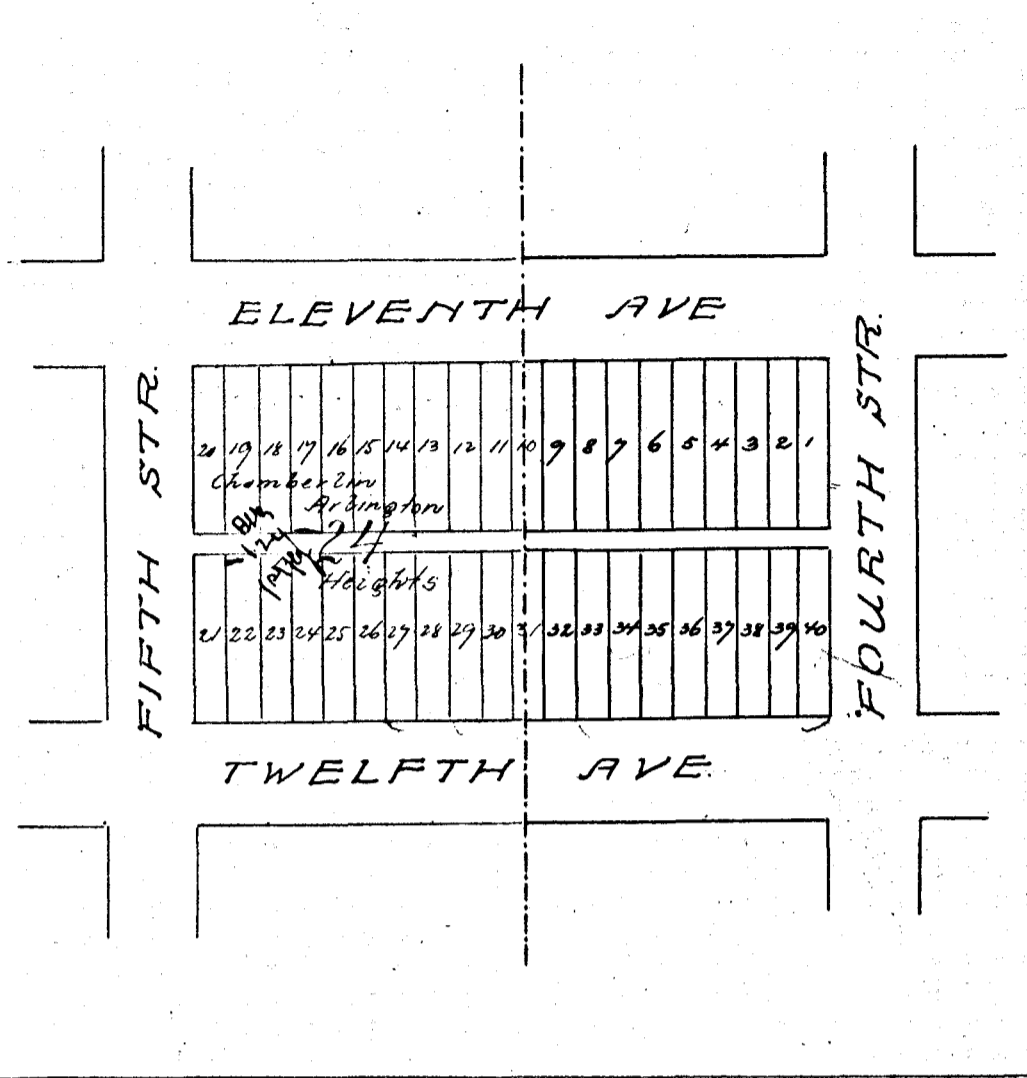 ELEVENTH AVE
FIFTH STR.
FOURTH STR.
20 19 18 17 16 15 14 13 12 11 10 9 8 7 6 5 4 3 2 1
Chamberlin
Arlington
24
Heights
21 22 23 24 25 26 27 28 29 30 31 32 33 34 35 36 37 38 39 40
TWELFTH AVE.